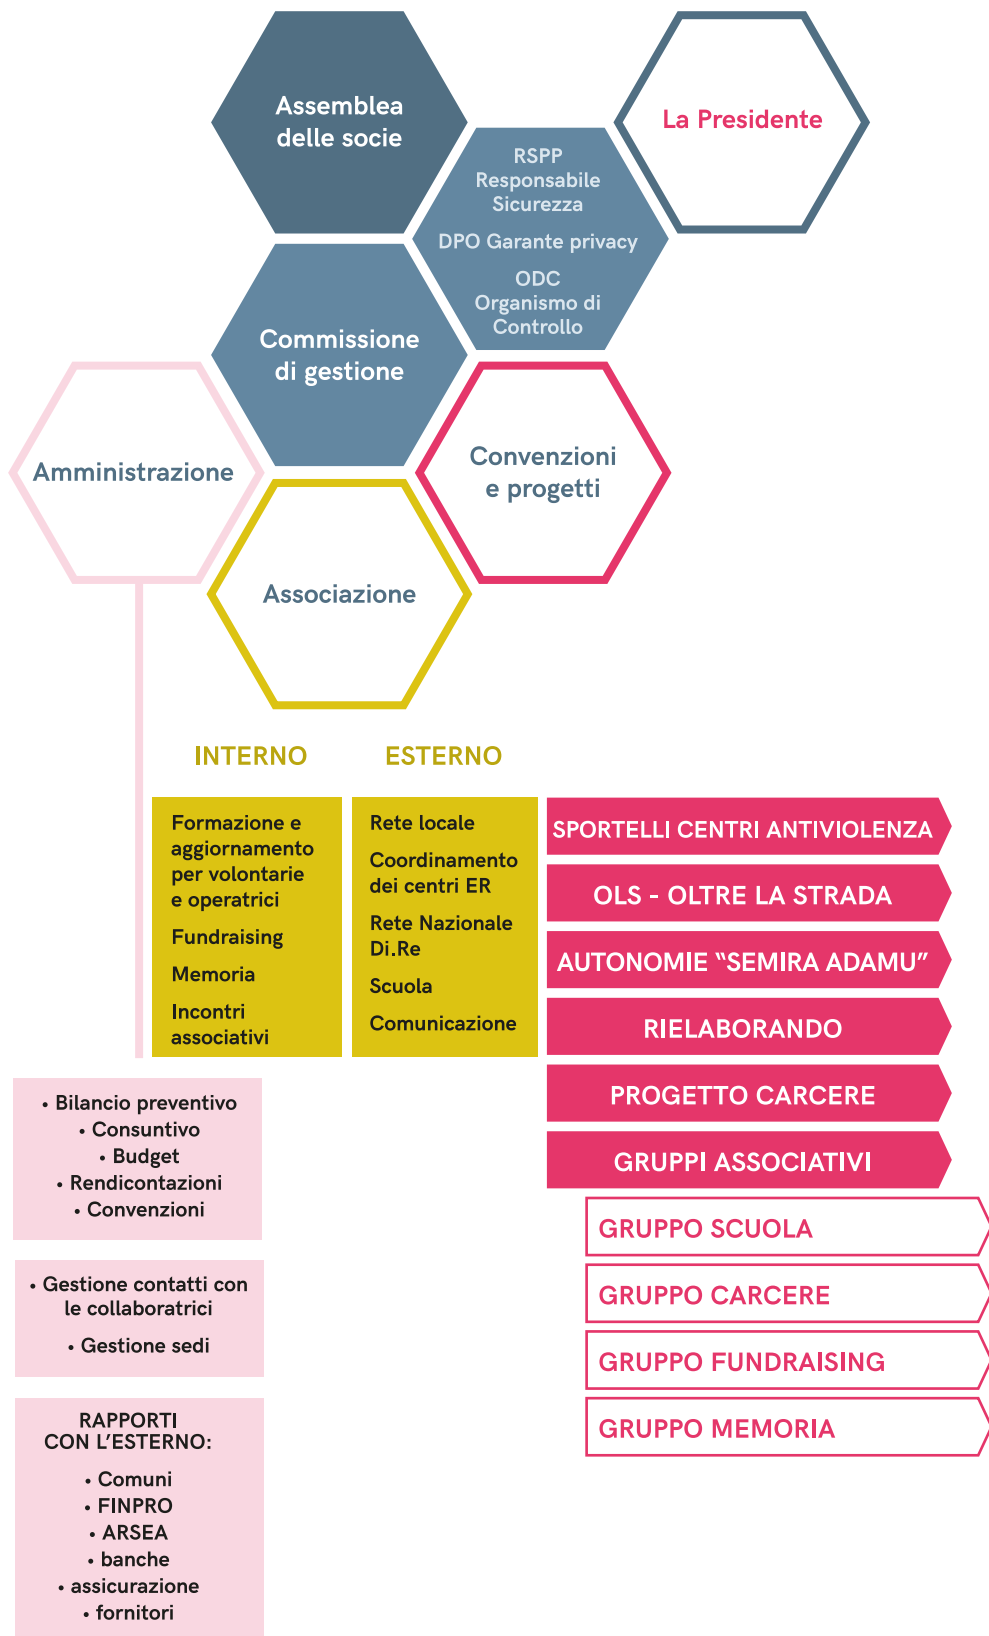 Assemblea
delle socie
La Presidente
RSPP
Responsabile
Sicurezza
DPO Garante privacy
ODC
Organismo di
Controllo
Commissione
di gestione
Amministrazione
Convenzioni
e progetti
Associazione
INTERNO
Formazione e
aggiornamento
per volontarie
e operatrici
Fundraising
Memoria
Incontri
associativi
ESTERNO
Rete locale
Coordinamento
dei centri ER
Rete Nazionale
Di.Re
Scuola
Comunicazione
SPORTELLI CENTRI ANTIVIOLENZA
OLS - OLTRE LA STRADA
AUTONOMIE “SEMIRA ADAMU”
RIELABORANDO
PROGETTO CARCERE
GRUPPI ASSOCIATIVI
GRUPPO SCUOLA
GRUPPO CARCERE
GRUPPO FUNDRAISING
GRUPPO MEMORIA
• Bilancio preventivo
• Consuntivo
• Budget
• Rendicontazioni
• Convenzioni
• Gestione contatti con
le collaboratrici
• Gestione sedi
RAPPORTI
CON L’ESTERNO:
• Comuni
• FINPRO
• ARSEA
• banche
• assicurazione
• fornitori